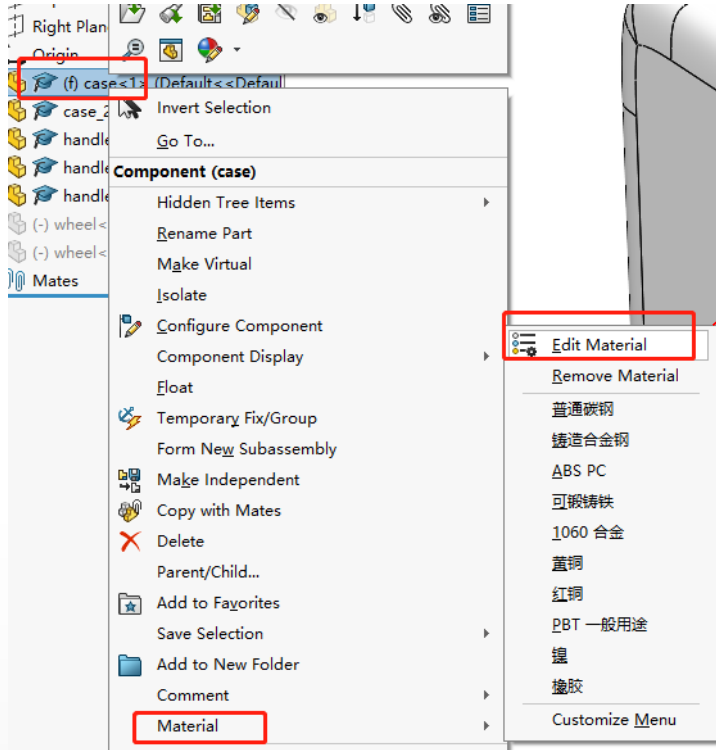 Right Plan
Origin
(f) case<1> (Default<<Defaul
case_2
handle
handle
handle
(-) wheel<
(-) wheel<
Mates
Invert Selection
Go To...
Component (case)
Hidden Tree Items
Rename Part
Make Virtual
Isolate
Configure Component
Component Display
Float
Temporary Fix/Group
Form New Subassembly
Make Independent
Copy with Mates
Delete
Parent/Child...
Add to Favorites
Save Selection
Add to New Folder
Comment
Material
Edit Material
Remove Material
普通碳钢
铸造合金钢
ABS PC
可锻铸铁
1060 合金
黄铜
红铜
PBT 一般用途
镍
橡胶
Customize Menu